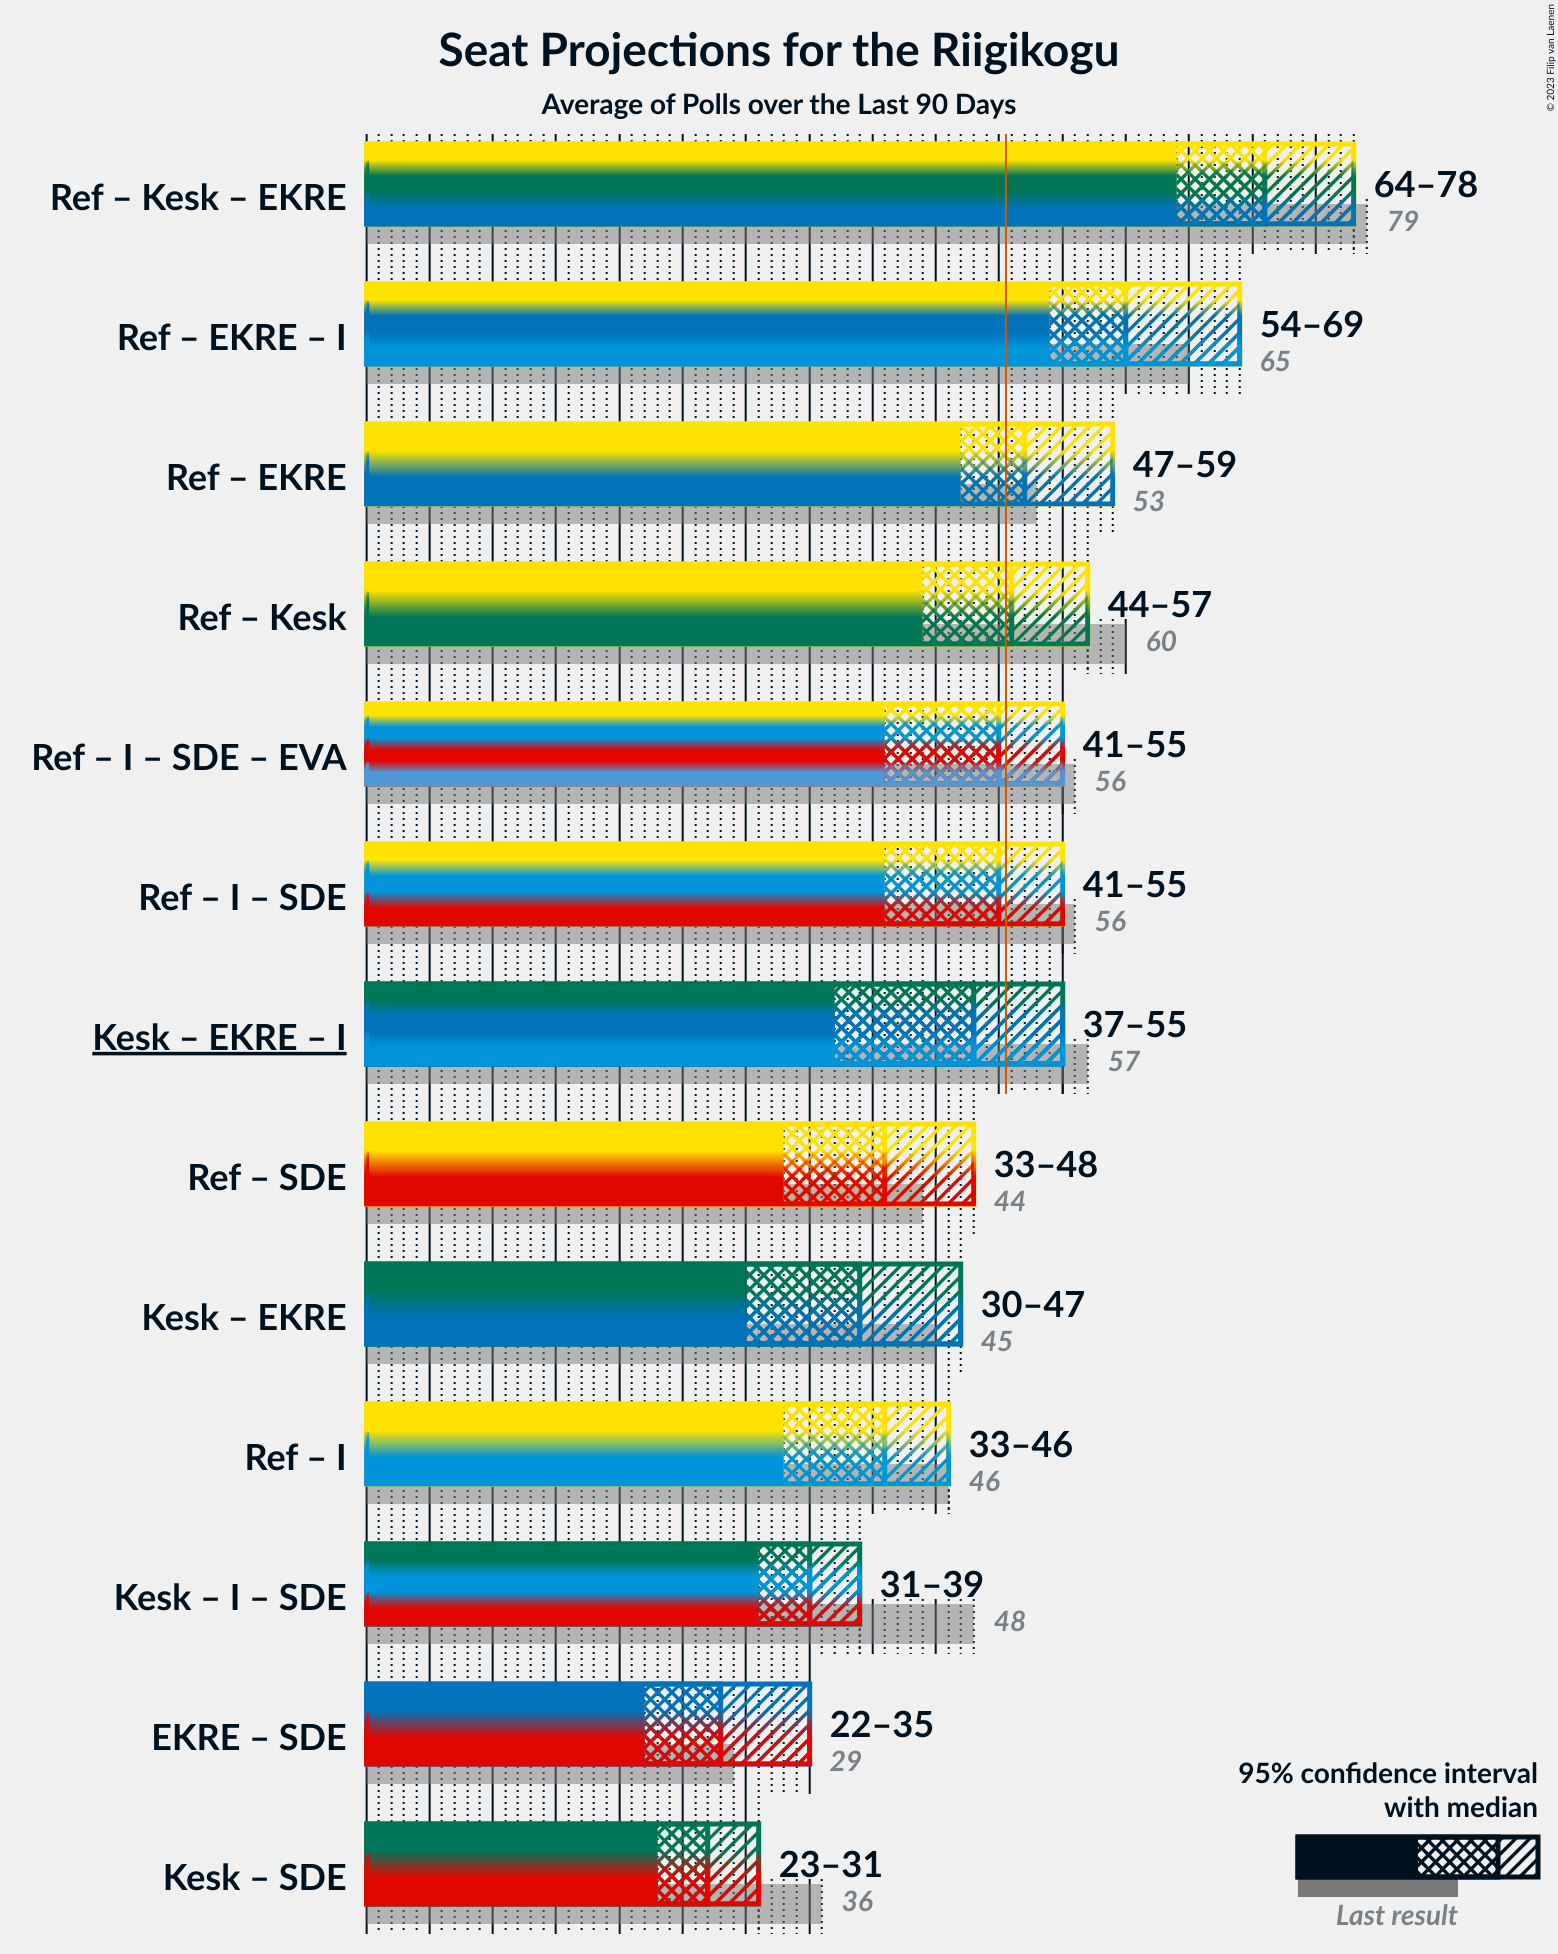 Seat Projections for the Riigikogu
Average of Polls over the Last 90 Days
© 2023 Filip van Laenen
Ref – Kesk – EKRE
64–78
79
Ref – EKRE – I
54–69
65
Ref – EKRE
47–59
53
Ref – Kesk
44–57
60
Ref – I – SDE – EVA
41–55
56
Ref – I – SDE
41–55
56
Kesk – EKRE – I
37–55
57
Ref – SDE
33–48
44
Kesk – EKRE
30–47
45
Ref – I
33–46
46
Kesk – I – SDE
31–39
48
EKRE – SDE
22–35
29
Kesk – SDE
23–31
36
95% confidence interval
with median
Last result